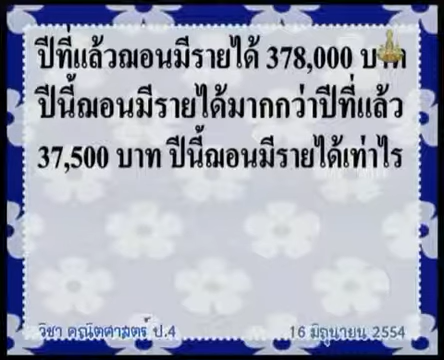 ปีที่แล้วฌอนมีรายได้ 378,000 บาท
ปีนี้ฌอนมีรายได้มากกว่าปีที่แล้ว
37,500 บาท ปีนี้ฌอนมีรายได้เท่าไร
วิชา คณิตศาสตร์ ป.4
16 มิถุนายน 2554